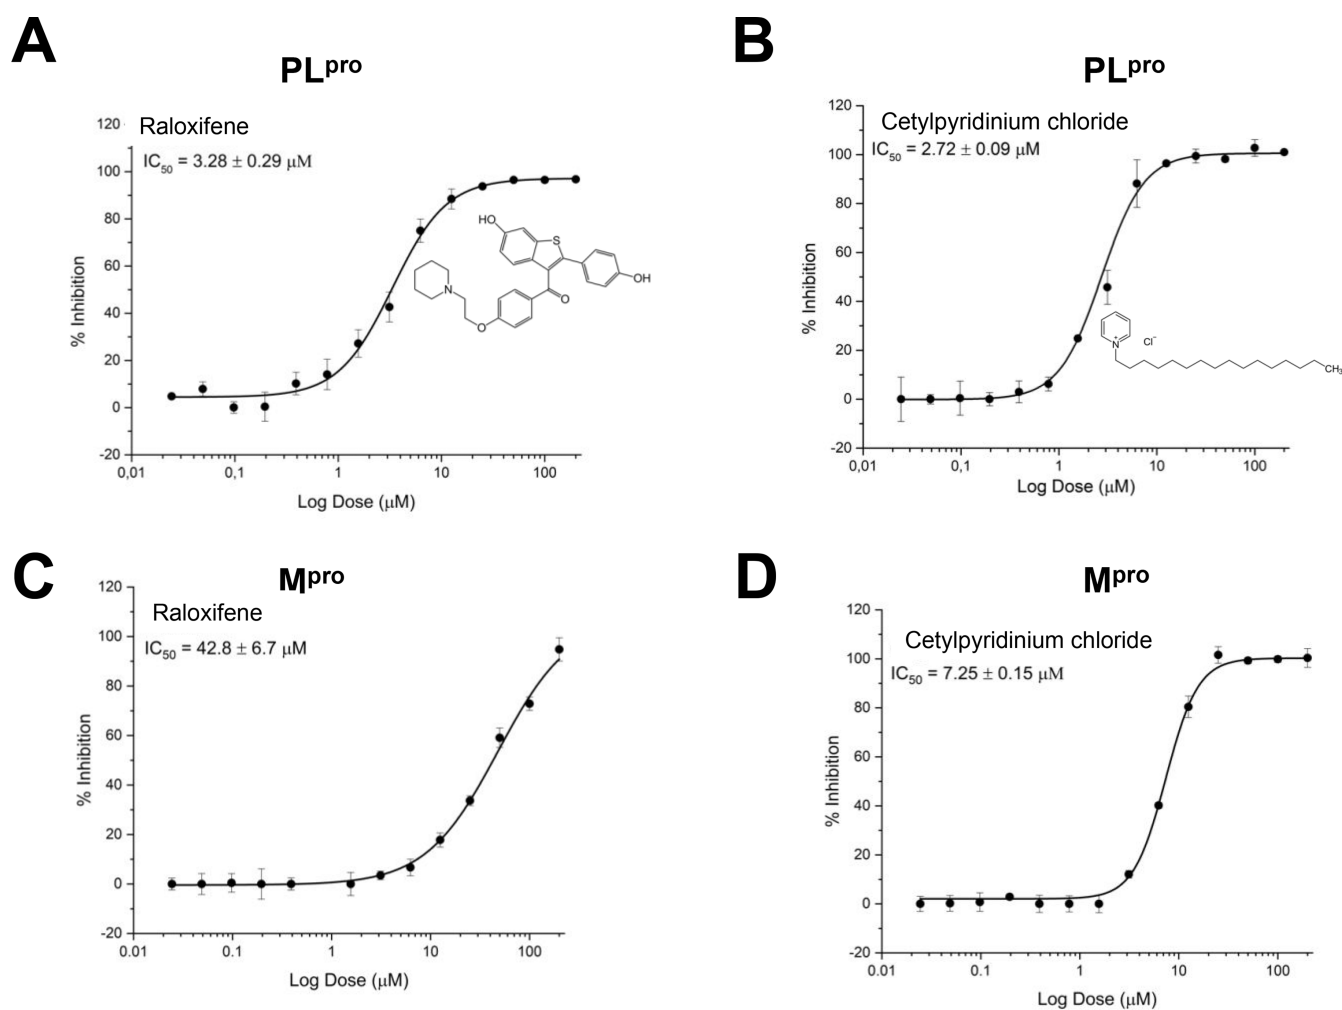 A
PLpro
120
Raloxifene
IC50 = 3.28 ± 0.29 µM
100
80
60
40
20
0
-20
% Inhibition
HO
S
OH
N
O
O
0,01 0,1 1 10 100
Log Dose (µM)
B
PLpro
120
Cetylpyridinium chloride
IC50 = 2.72 ± 0.09 µM
100
80
60
40
20
0
-20
% Inhibition
N+
Cl-
CH3
0,01 0,1 1 10 100
Log Dose (µM)
C
Mpro
120
Raloxifene
IC50 = 42.8 ± 6.7 µM
100
80
60
40
20
0
-20
% Inhibition
0.01 0.1 1 10 100
Log Dose (µM)
D
Mpro
120
Cetylpyridinium chloride
IC50 = 7.25 ± 0.15 µM
100
80
60
40
20
0
-20
% Inhibition
0.01 0.1 1 10 100
Log Dose (µM)